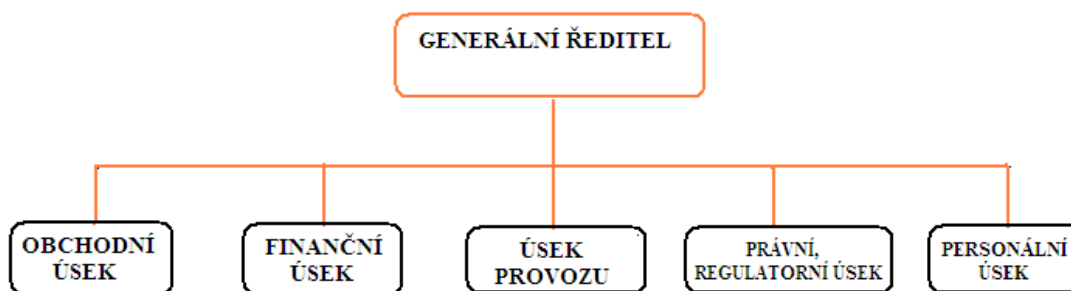 GENERÁLNÍ ŘEDITEL
OBCHODNÍ
ÚSEK
FINANČNÍ
ÚSEK
ÚSEK
PROVOZU
PRÁVNÍ,
REGULATORNÍ ÚSEK
PERSONÁLNÍ
ÚSEK